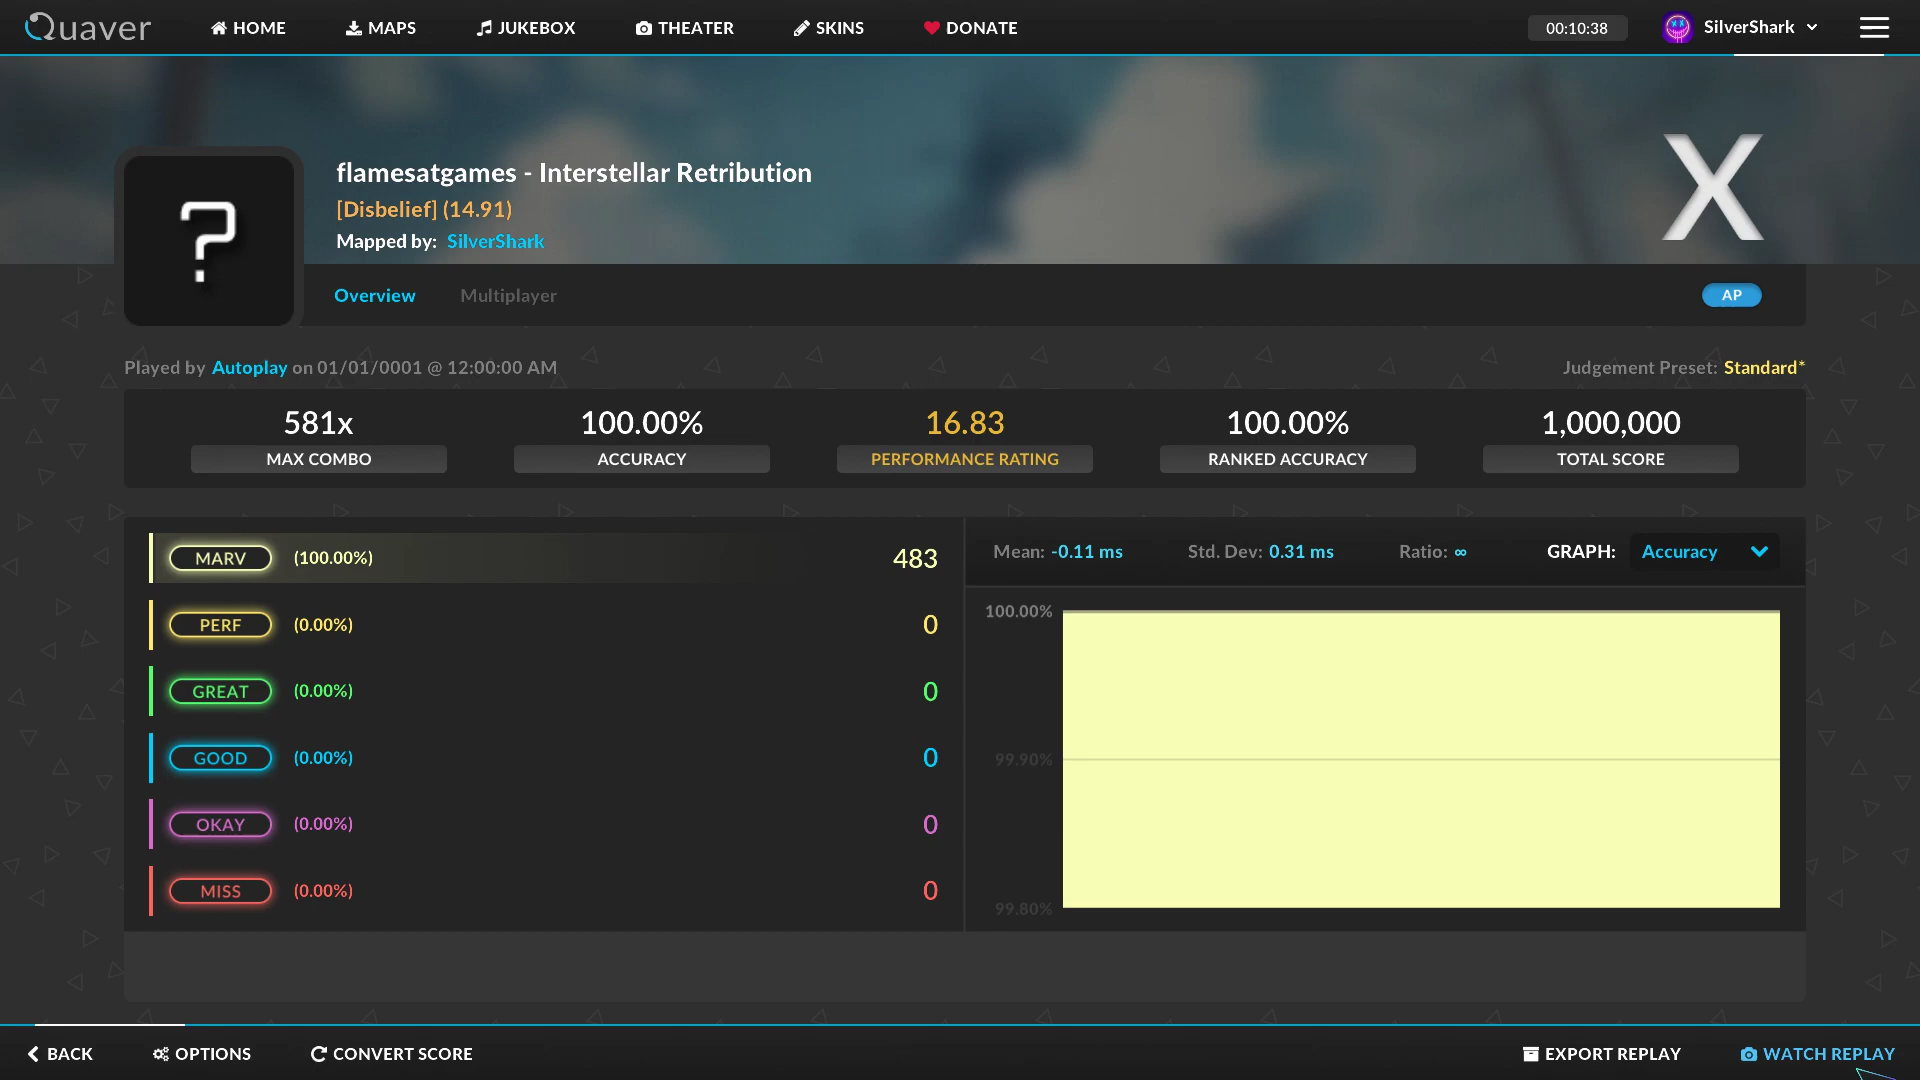 Quaver HOME MAPS JUKEBOX THEATER SKINS DONATE 00:10:38 SilverShark
flamesatgames - Interstellar Retribution
[Disbelief] (14.91)
Mapped by: SilverShark
X
?
Overview Multiplayer AP
Played by Autoplay on 01/01/0001 @ 12:00:00 AM Judgement Preset: Standard*
581x 100.00% 16.83 100.00% 1,000,000
MAX COMBO ACCURACY PERFORMANCE RATING RANKED ACCURACY TOTAL SCORE
MARV (100.00%) 483
PERF (0.00%) 0
GREAT (0.00%) 0
GOOD (0.00%) 0
OKAY (0.00%) 0
MISS (0.00%) 0
Mean: -0.11 ms Std. Dev: 0.31 ms Ratio: ∞ GRAPH: Accuracy
100.00%
99.90%
99.80%
BACK OPTIONS CONVERT SCORE EXPORT REPLAY WATCH REPLAY